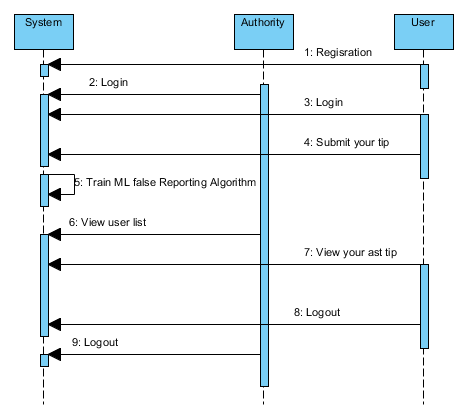 System
Authority
User
1: Regisration
2: Login
3: Login
4: Submit your tip
5: Train ML false Reporting Algorithm
6: View user list
7: View your ast tip
8: Logout
9: Logout